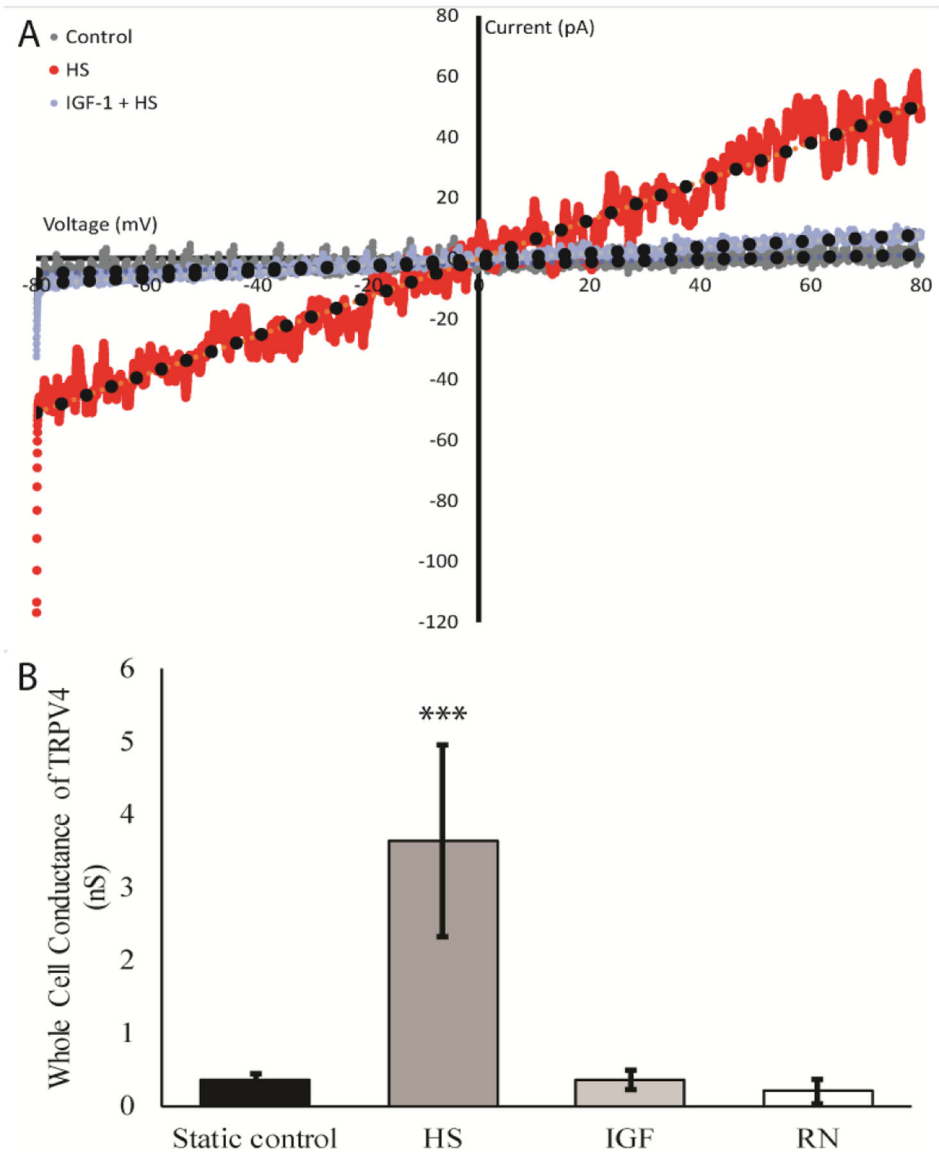 A
Control
HS
IGF-1 + HS
Current (pA)
80
60
40
20
Voltage (mV)
-80 -60 -40 -20 0 20 40 60 80
-20
-40
-60
-80
-100
-120
B
Whole Cell Conductance of TRPV4
(nS)
6
5
4
3
2
1
0
***
Static control HS IGF RN